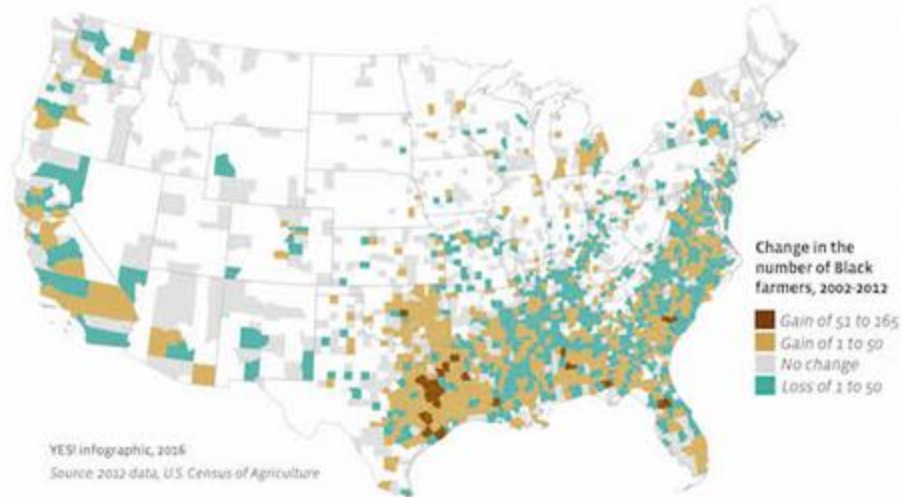 Change in the
number of Black
farmers, 2002-2012
Gain of 51 to 165
Gain of 1 to 50
No change
Loss of 1 to 50
YES! infographic, 2016
Source: 2012 data, U.S. Census of Agriculture